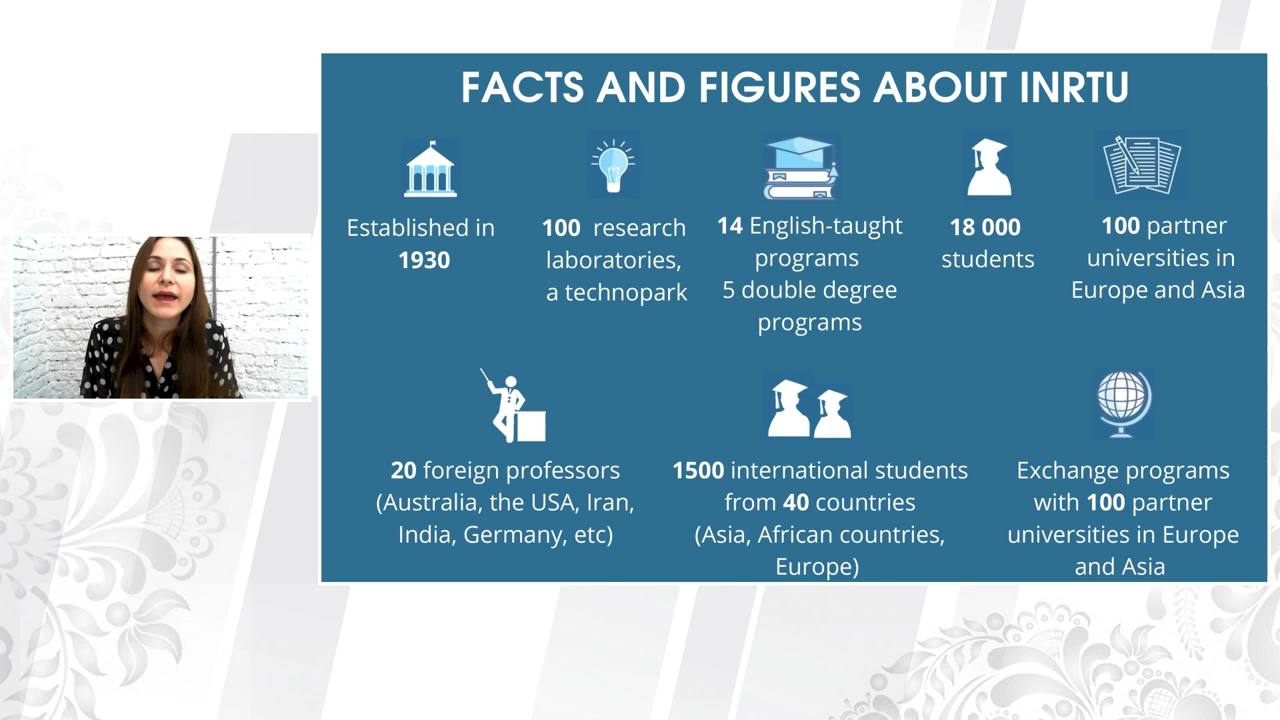 FACTS AND FIGURES ABOUT INRTU
Established in
1930
100 research
laboratories,
a technopark
14 English-taught
programs
5 double degree
programs
18 000
students
100 partner
universities in
Europe and Asia
20 foreign professors
(Australia, the USA, Iran,
India, Germany, etc)
1500 international students
from 40 countries
(Asia, African countries,
Europe)
Exchange programs
with 100 partner
universities in Europe
and Asia